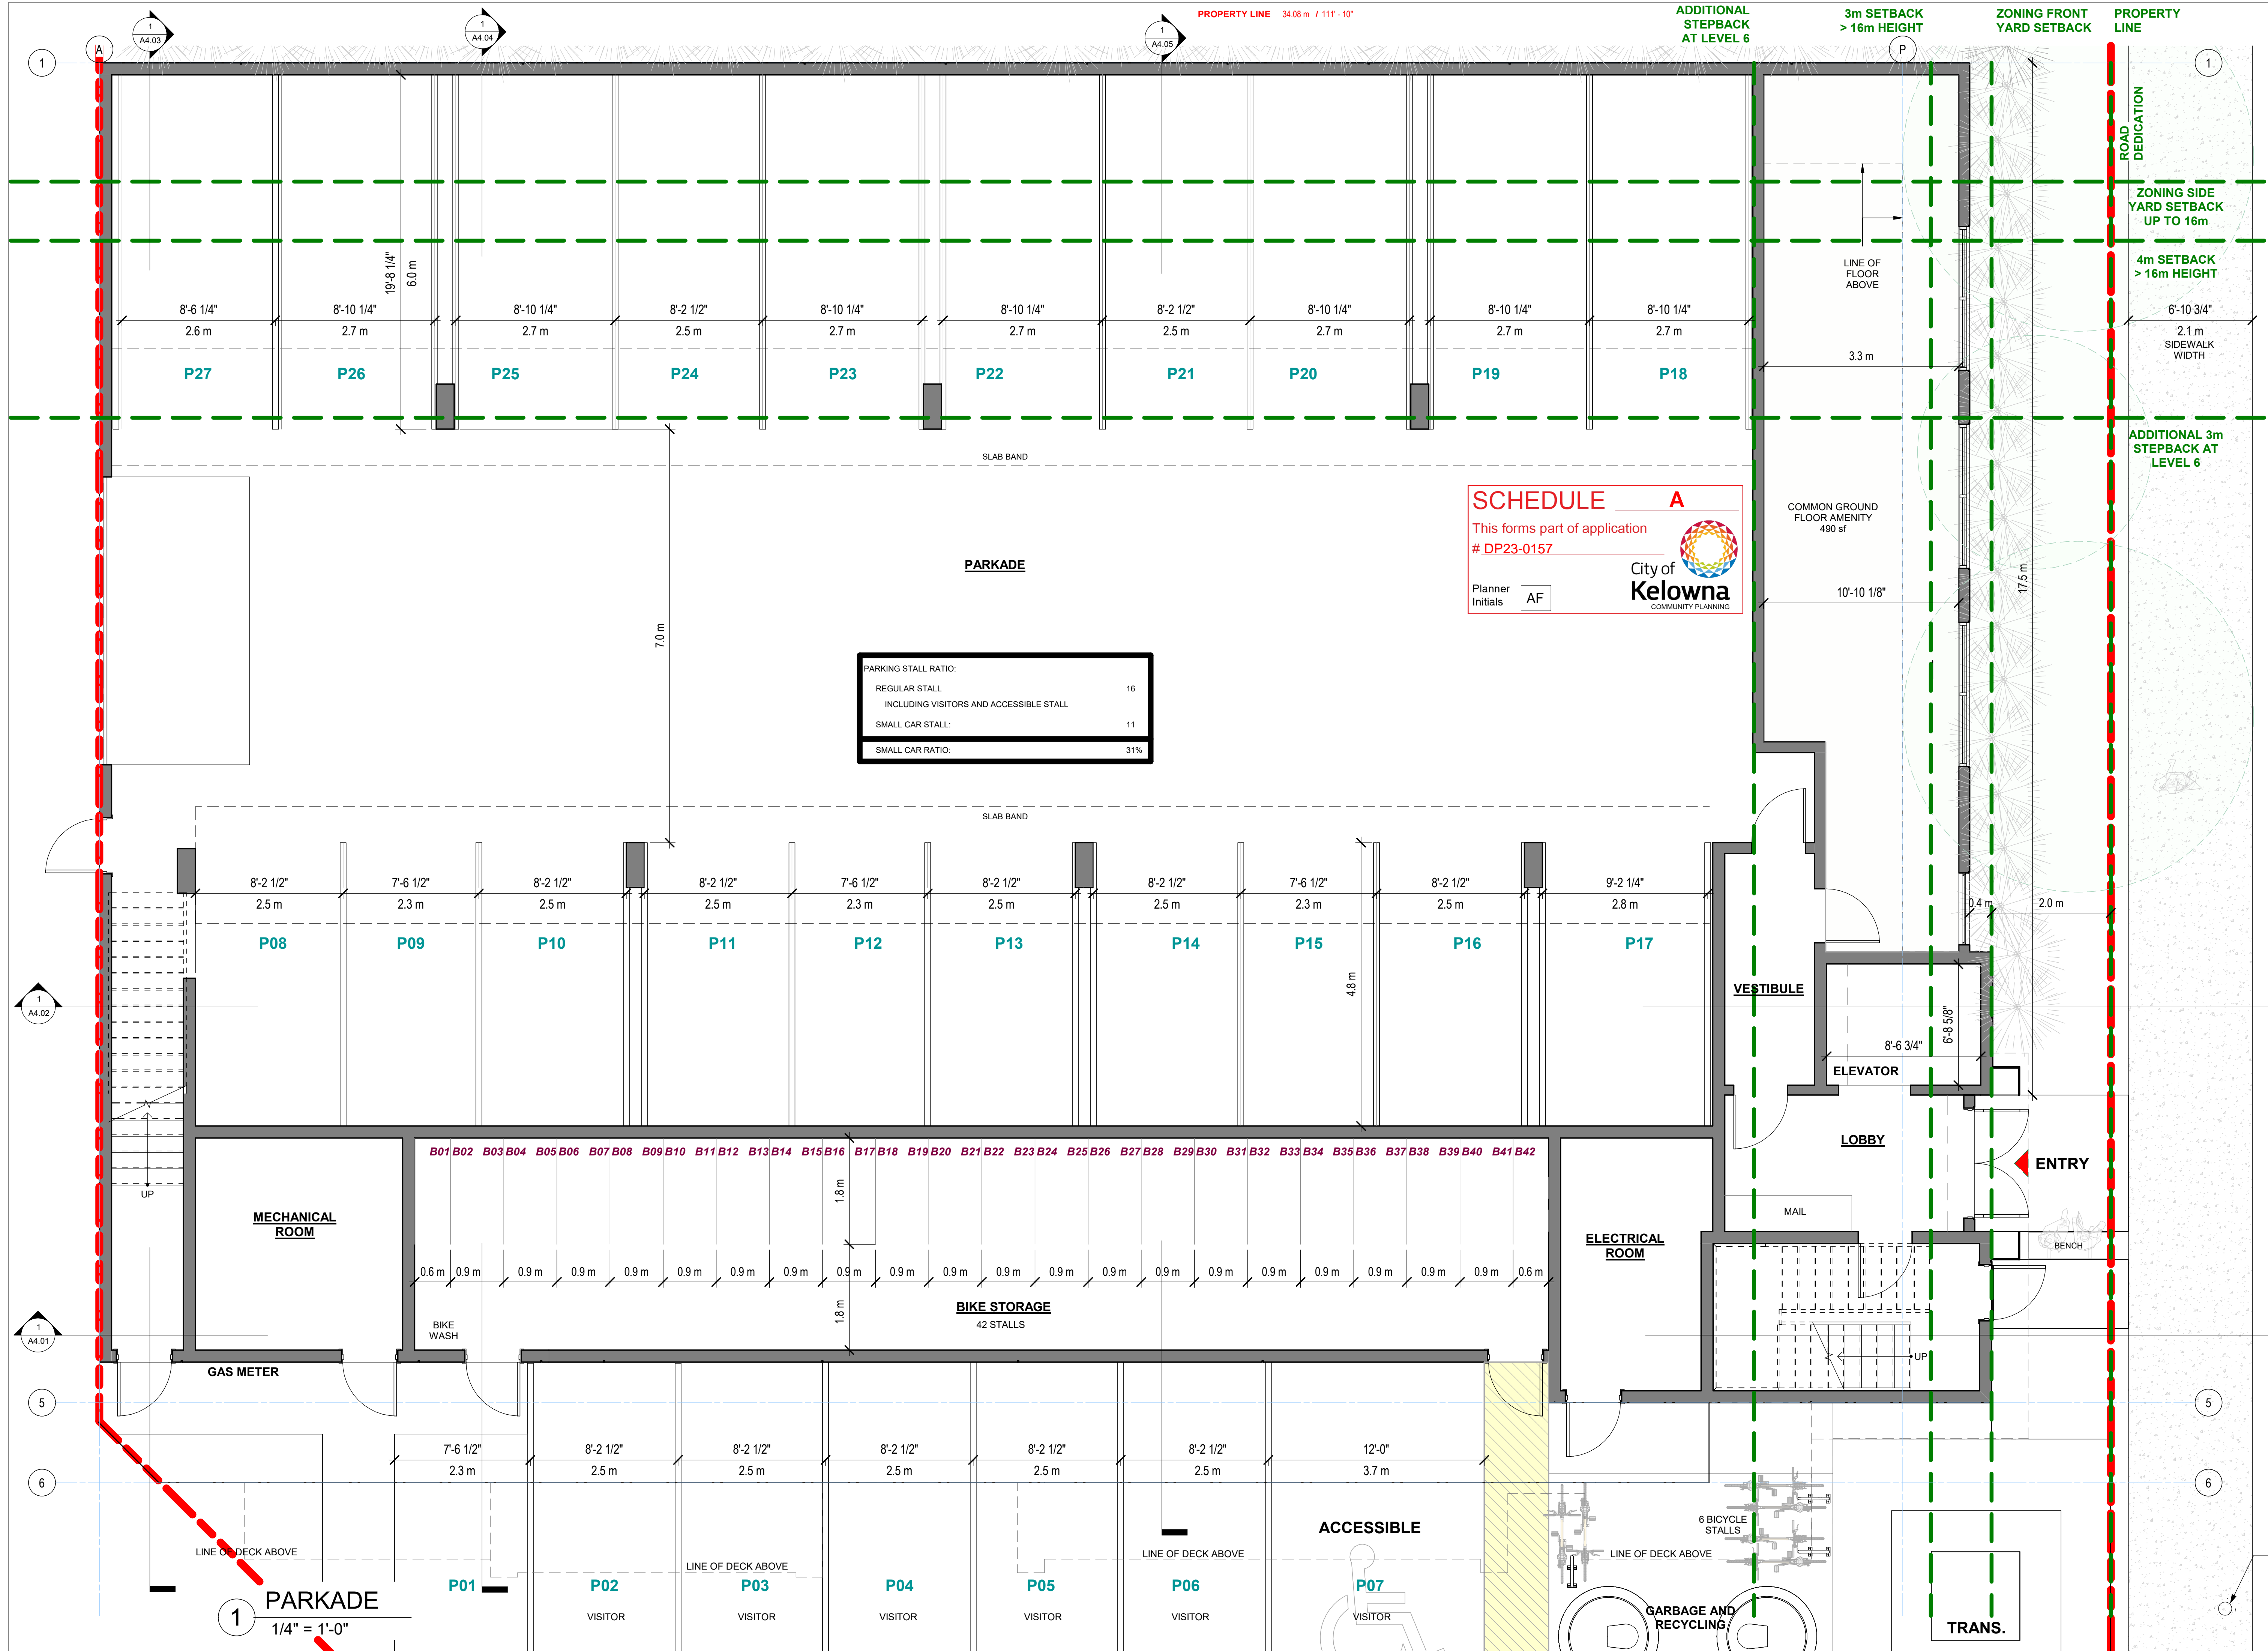 PROPERTY LINE 34.08 m / 111' - 10"
ADDITIONAL
STEPBACK
AT LEVEL 6
3m SETBACK
> 16m HEIGHT
ZONING FRONT
YARD SETBACK
PROPERTY
LINE
1
A4.03
1
A4.04
1
A4.05
A
P
1
1
ROAD
DEDICATION
ZONING SIDE
YARD SETBACK
UP TO 16m
4m SETBACK
> 16m HEIGHT
6'-10 3/4"
2.1 m
SIDEWALK
WIDTH
ADDITIONAL 3m
STEPBACK AT
LEVEL 6
LINE OF
FLOOR
ABOVE
3.3 m
19'-8 1/4"
6.0 m
8'-6 1/4" 8'-10 1/4" 8'-10 1/4" 8'-2 1/2" 8'-10 1/4" 8'-10 1/4" 8'-2 1/2" 8'-10 1/4" 8'-10 1/4" 8'-10 1/4"
2.6 m 2.7 m 2.7 m 2.5 m 2.7 m 2.7 m 2.5 m 2.7 m 2.7 m 2.7 m
P27 P26 P25 P24 P23 P22 P21 P20 P19 P18
SLAB BAND
SCHEDULE A
This forms part of application
# DP23-0157
City of
Kelowna
COMMUNITY PLANNING
Planner
Initials AF
COMMON GROUND
FLOOR AMENITY
490 sf
10'-10 1/8"
17.5 m
PARKADE
7.0 m
PARKING STALL RATIO:
REGULAR STALL 16
INCLUDING VISITORS AND ACCESSIBLE STALL
SMALL CAR STALL: 11
SMALL CAR RATIO: 31%
SLAB BAND
8'-2 1/2" 7'-6 1/2" 8'-2 1/2" 8'-2 1/2" 7'-6 1/2" 8'-2 1/2" 8'-2 1/2" 7'-6 1/2" 8'-2 1/2" 9'-2 1/4"
2.5 m 2.3 m 2.5 m 2.5 m 2.3 m 2.5 m 2.5 m 2.3 m 2.5 m 2.8 m
0.4 m 2.0 m
P08 P09 P10 P11 P12 P13 P14 P15 P16 P17
4.8 m
1
A4.02
VESTIBULE
6'-8 5/8"
8'-6 3/4"
ELEVATOR
LOBBY
ENTRY
MAIL
BENCH
B01 B02 B03 B04 B05 B06 B07 B08 B09 B10 B11 B12 B13 B14 B15 B16 B17 B18 B19 B20 B21 B22 B23 B24 B25 B26 B27 B28 B29 B30 B31 B32 B33 B34 B35 B36 B37 B38 B39 B40 B41 B42
UP
1.8 m
MECHANICAL
ROOM
ELECTRICAL
ROOM
0.6 m 0.9 m 0.9 m 0.9 m 0.9 m 0.9 m 0.9 m 0.9 m 0.9 m 0.9 m 0.9 m 0.9 m 0.9 m 0.9 m 0.9 m 0.9 m 0.9 m 0.9 m 0.9 m 0.9 m 0.6 m
1.8 m
BIKE STORAGE
42 STALLS
BIKE
WASH
1
A4.01
UP
GAS METER
5
5
7'-6 1/2" 8'-2 1/2" 8'-2 1/2" 8'-2 1/2" 8'-2 1/2" 8'-2 1/2" 12'-0"
2.3 m 2.5 m 2.5 m 2.5 m 2.5 m 2.5 m 3.7 m
6
6
ACCESSIBLE
6 BICYCLE
STALLS
LINE OF DECK ABOVE
LINE OF DECK ABOVE
LINE OF DECK ABOVE
LINE OF DECK ABOVE
P01 P02 P03 P04 P05 P06 P07
VISITOR VISITOR VISITOR VISITOR VISITOR VISITOR
GARBAGE AND
RECYCLING
TRANS.
1
PARKADE
1/4" = 1'-0"